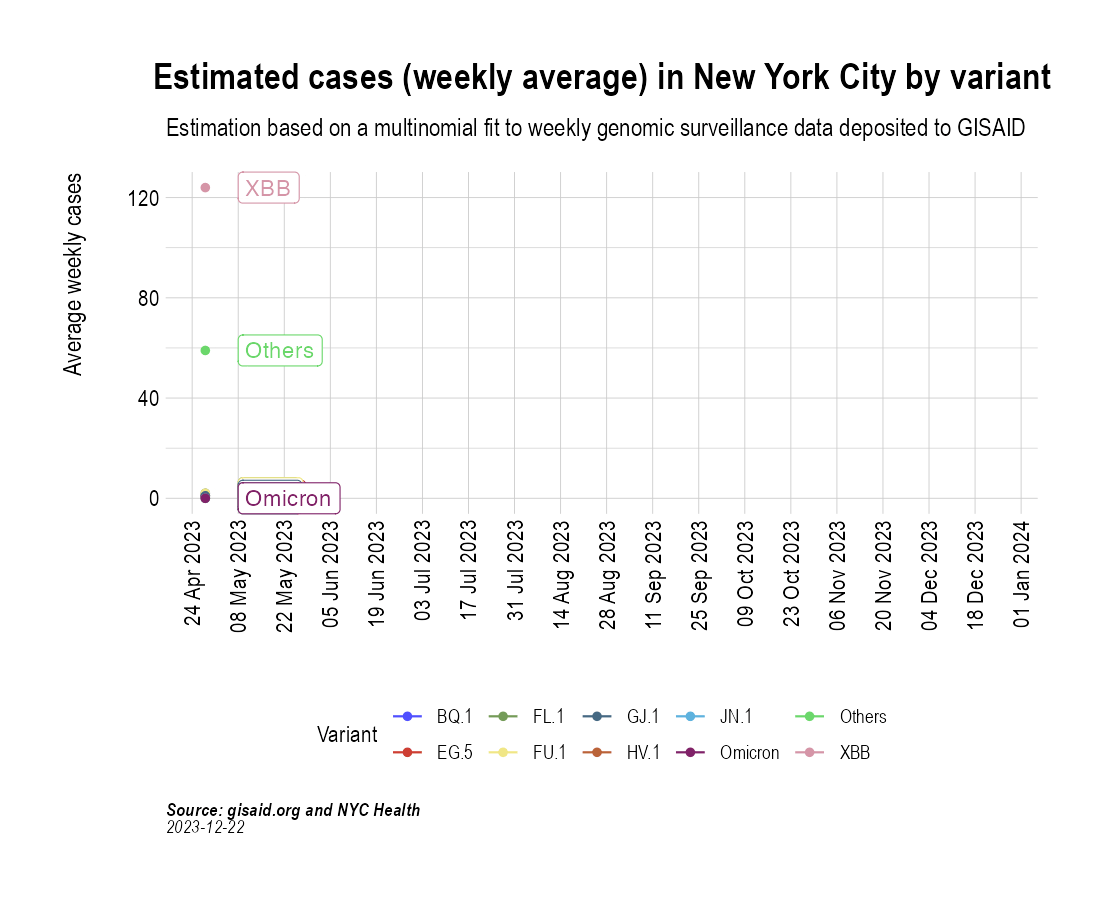 Estimated cases (weekly average) in New York City by variant
Estimation based on a multinomial fit to weekly genomic surveillance data deposited to GISAID
Average weekly cases
120
80
40
0
XBB
Others
Omicron
24 Apr 2023
08 May 2023
22 May 2023
05 Jun 2023
19 Jun 2023
03 Jul 2023
17 Jul 2023
31 Jul 2023
14 Aug 2023
28 Aug 2023
11 Sep 2023
25 Sep 2023
09 Oct 2023
23 Oct 2023
06 Nov 2023
20 Nov 2023
04 Dec 2023
18 Dec 2023
01 Jan 2024
Variant
BQ.1 FL.1 GJ.1 JN.1 Others
EG.5 FU.1 HV.1 Omicron XBB
Source: gisaid.org and NYC Health
2023-12-22